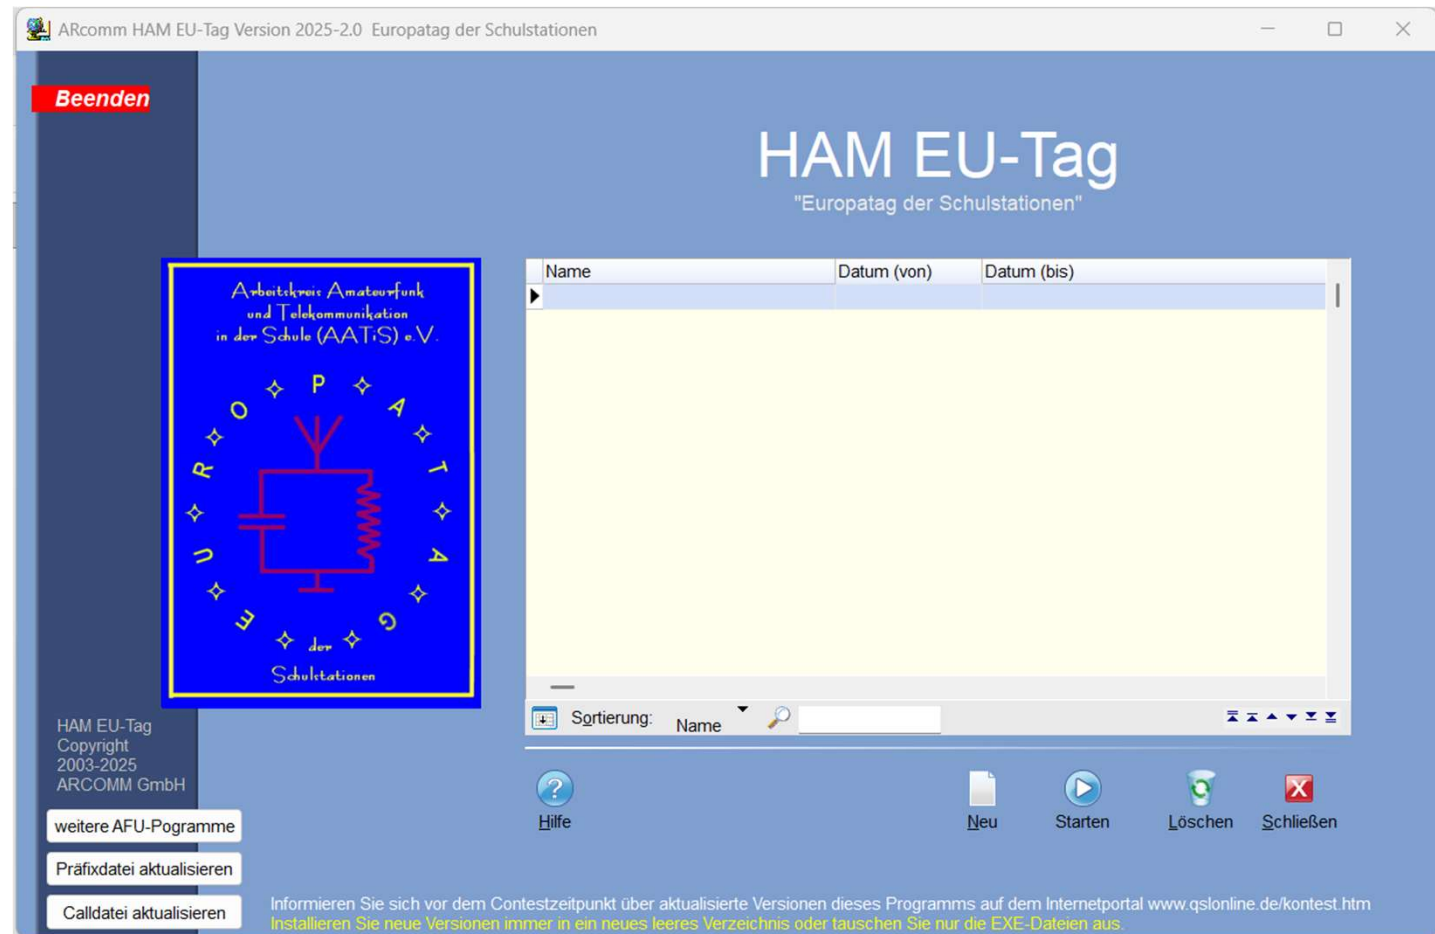 ARcomm HAM EU-Tag Version 2025-2.0 Europatag der Schulstationen
Beenden
HAM EU-Tag
"Europatag der Schulstationen"
Arbeitskreis Amateurfunk
und Telekommunikation
in der Schule (AATiS) e.V.
EUROPATAG
der
Schulstationen
Name Datum (von) Datum (bis)
Sortierung: Name
HAM EU-Tag
Copyright
2003-2025
ARCOMM GmbH
Hilfe Neu Starten Löschen Schließen
weitere AFU-Pogramme
Präfixdatei aktualisieren
Calldatei aktualisieren
Informieren Sie sich vor dem Contestzeitpunkt über aktualisierte Versionen dieses Programms auf dem Internetportal www.qslonline.de/kontest.htm
Installieren Sie neue Versionen immer in ein neues leeres Verzeichnis oder tauschen Sie nur die EXE-Dateien aus.